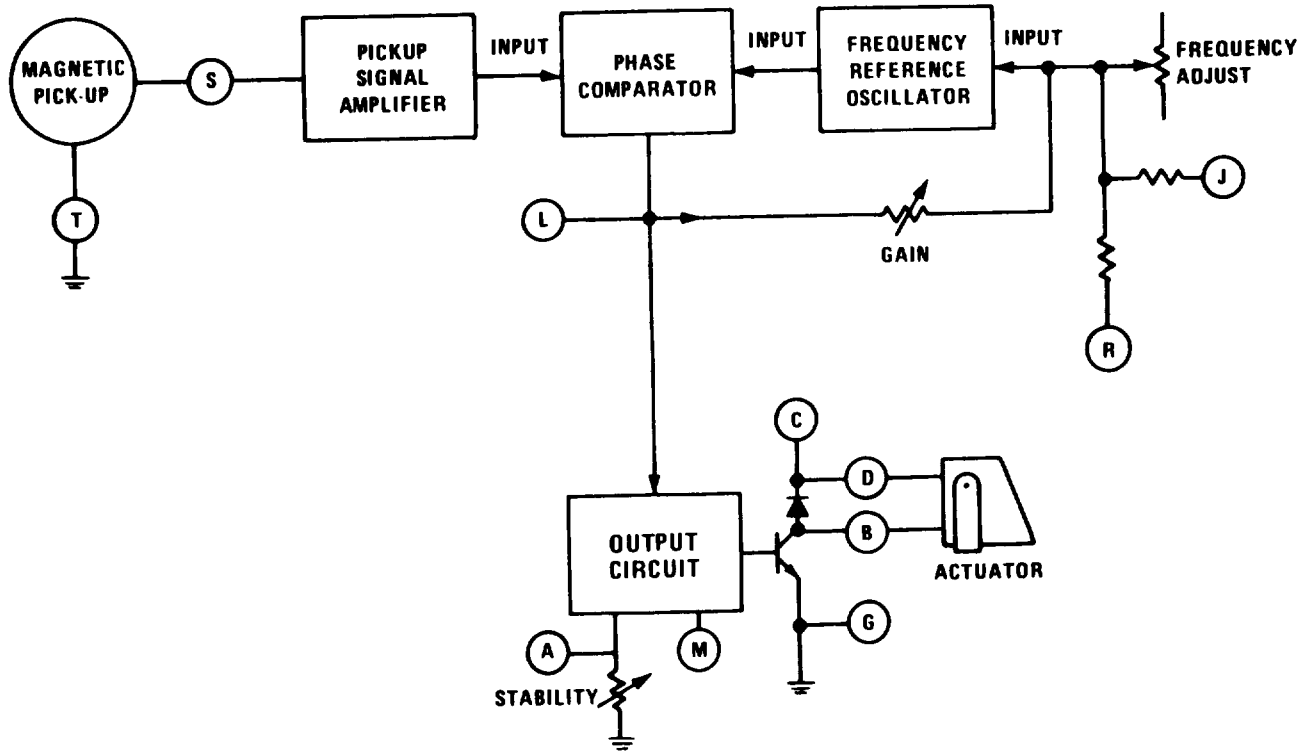 MAGNETIC
PICK-UP
S
T
PICKUP
SIGNAL
AMPLIFIER
INPUT
PHASE
COMPARATOR
INPUT
FREQUENCY
REFERENCE
OSCILLATOR
INPUT
FREQUENCY
ADJUST
J
L
GAIN
R
C
D
B
ACTUATOR
OUTPUT
CIRCUIT
G
A
M
STABILITY